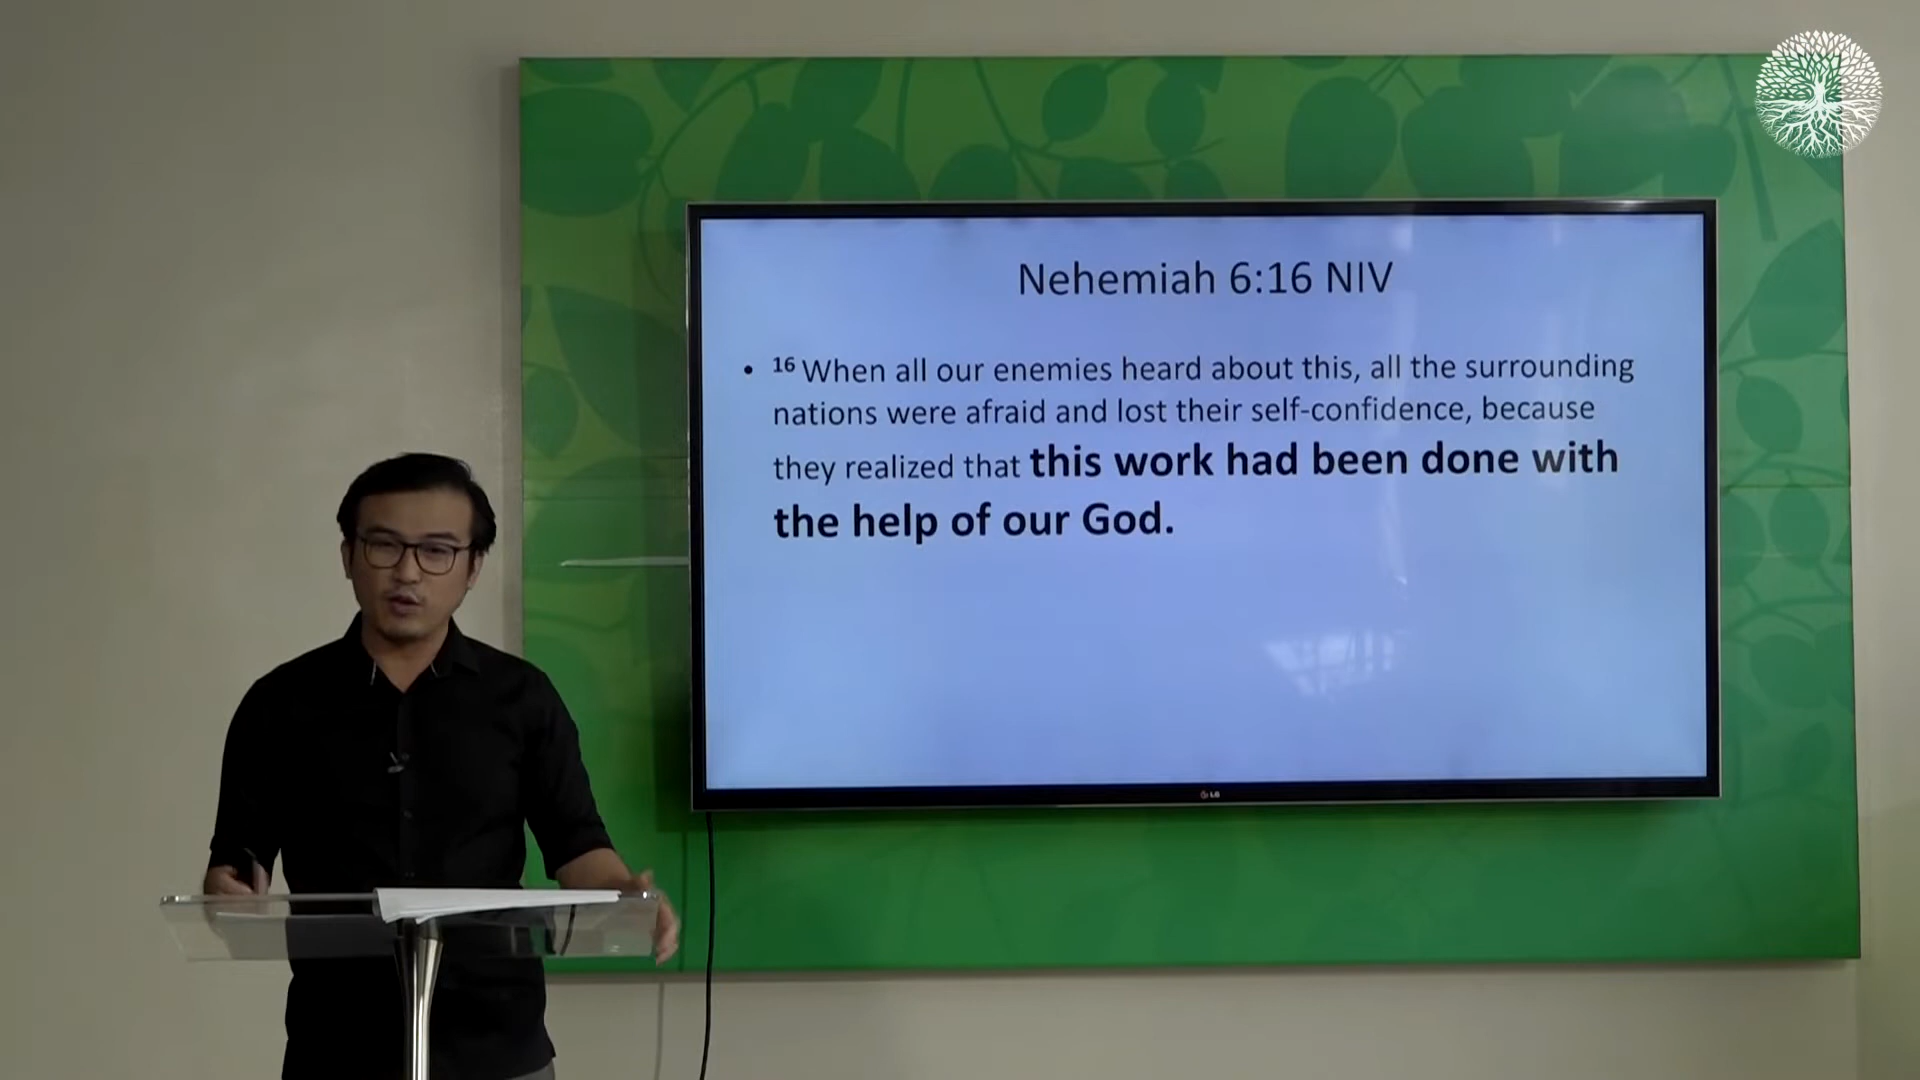 Nehemiah 6:16 NIV
• 16 When all our enemies heard about this, all the surrounding
nations were afraid and lost their self-confidence, because
they realized that this work had been done with
the help of our God.
LG